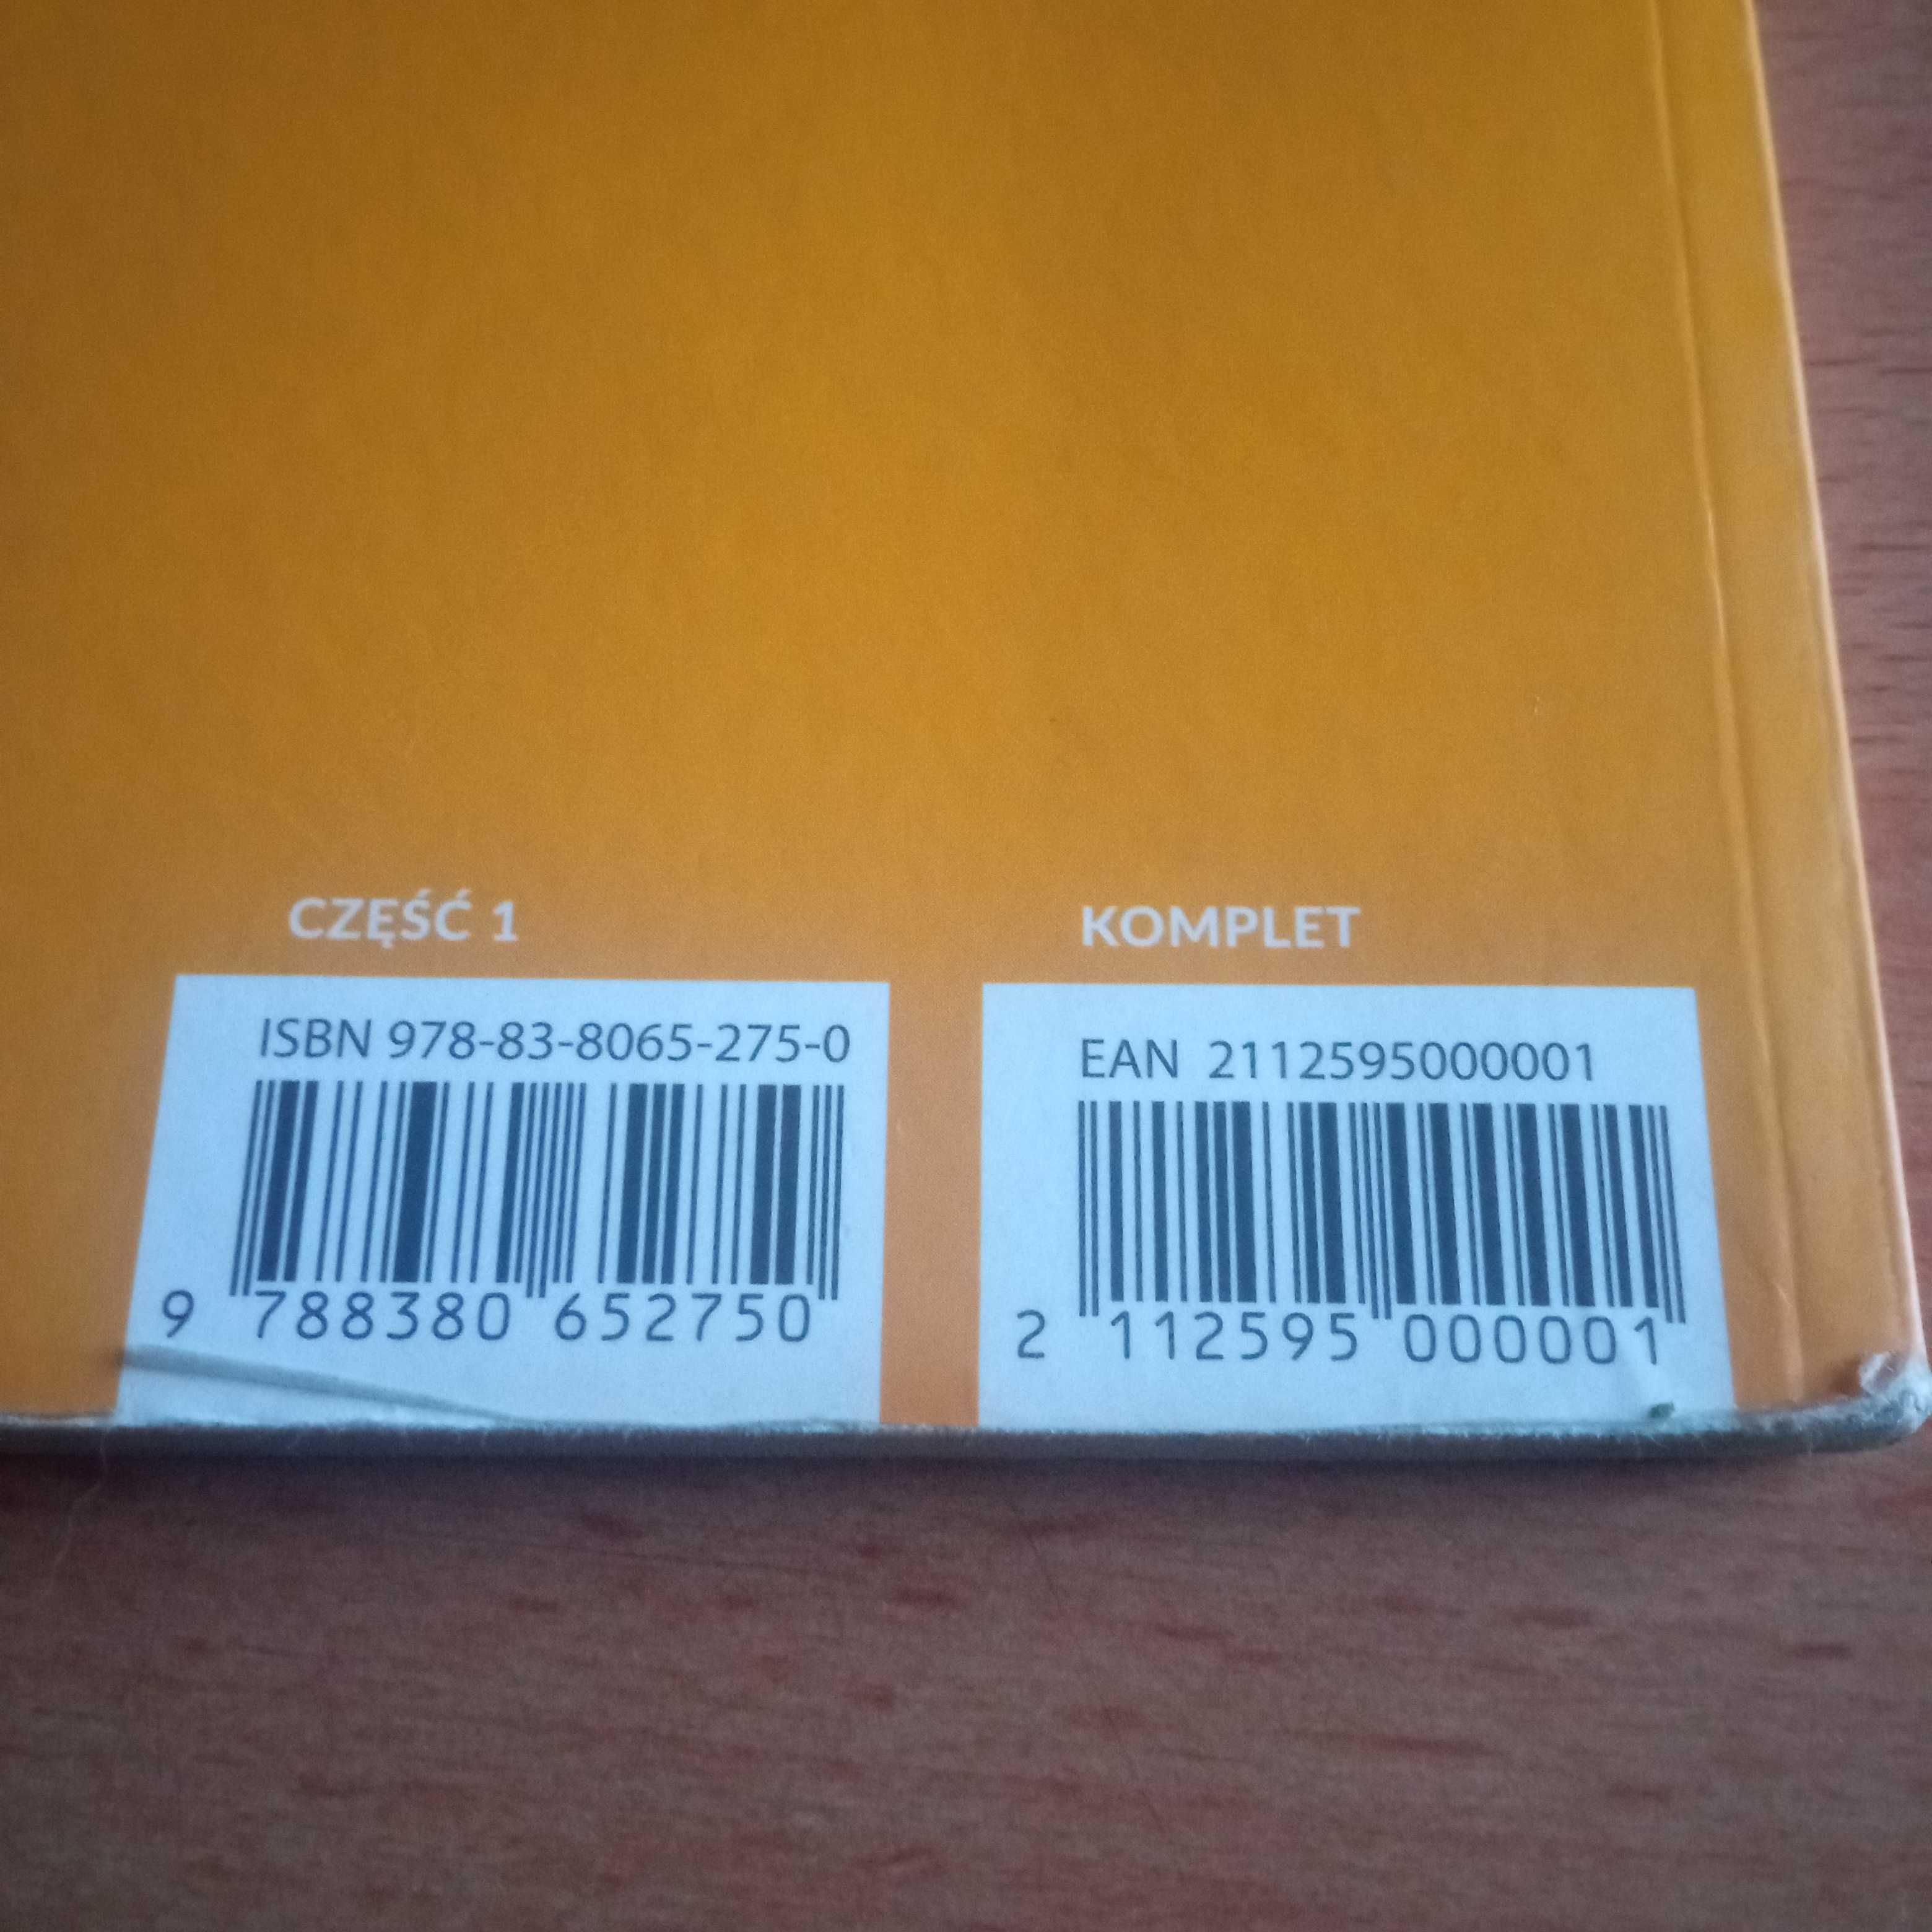 CZĘŚĆ 1
ISBN 978-83-8065-275-0
9 788380 652750
KOMPLET
EAN 2112595000001
2 112595 000001